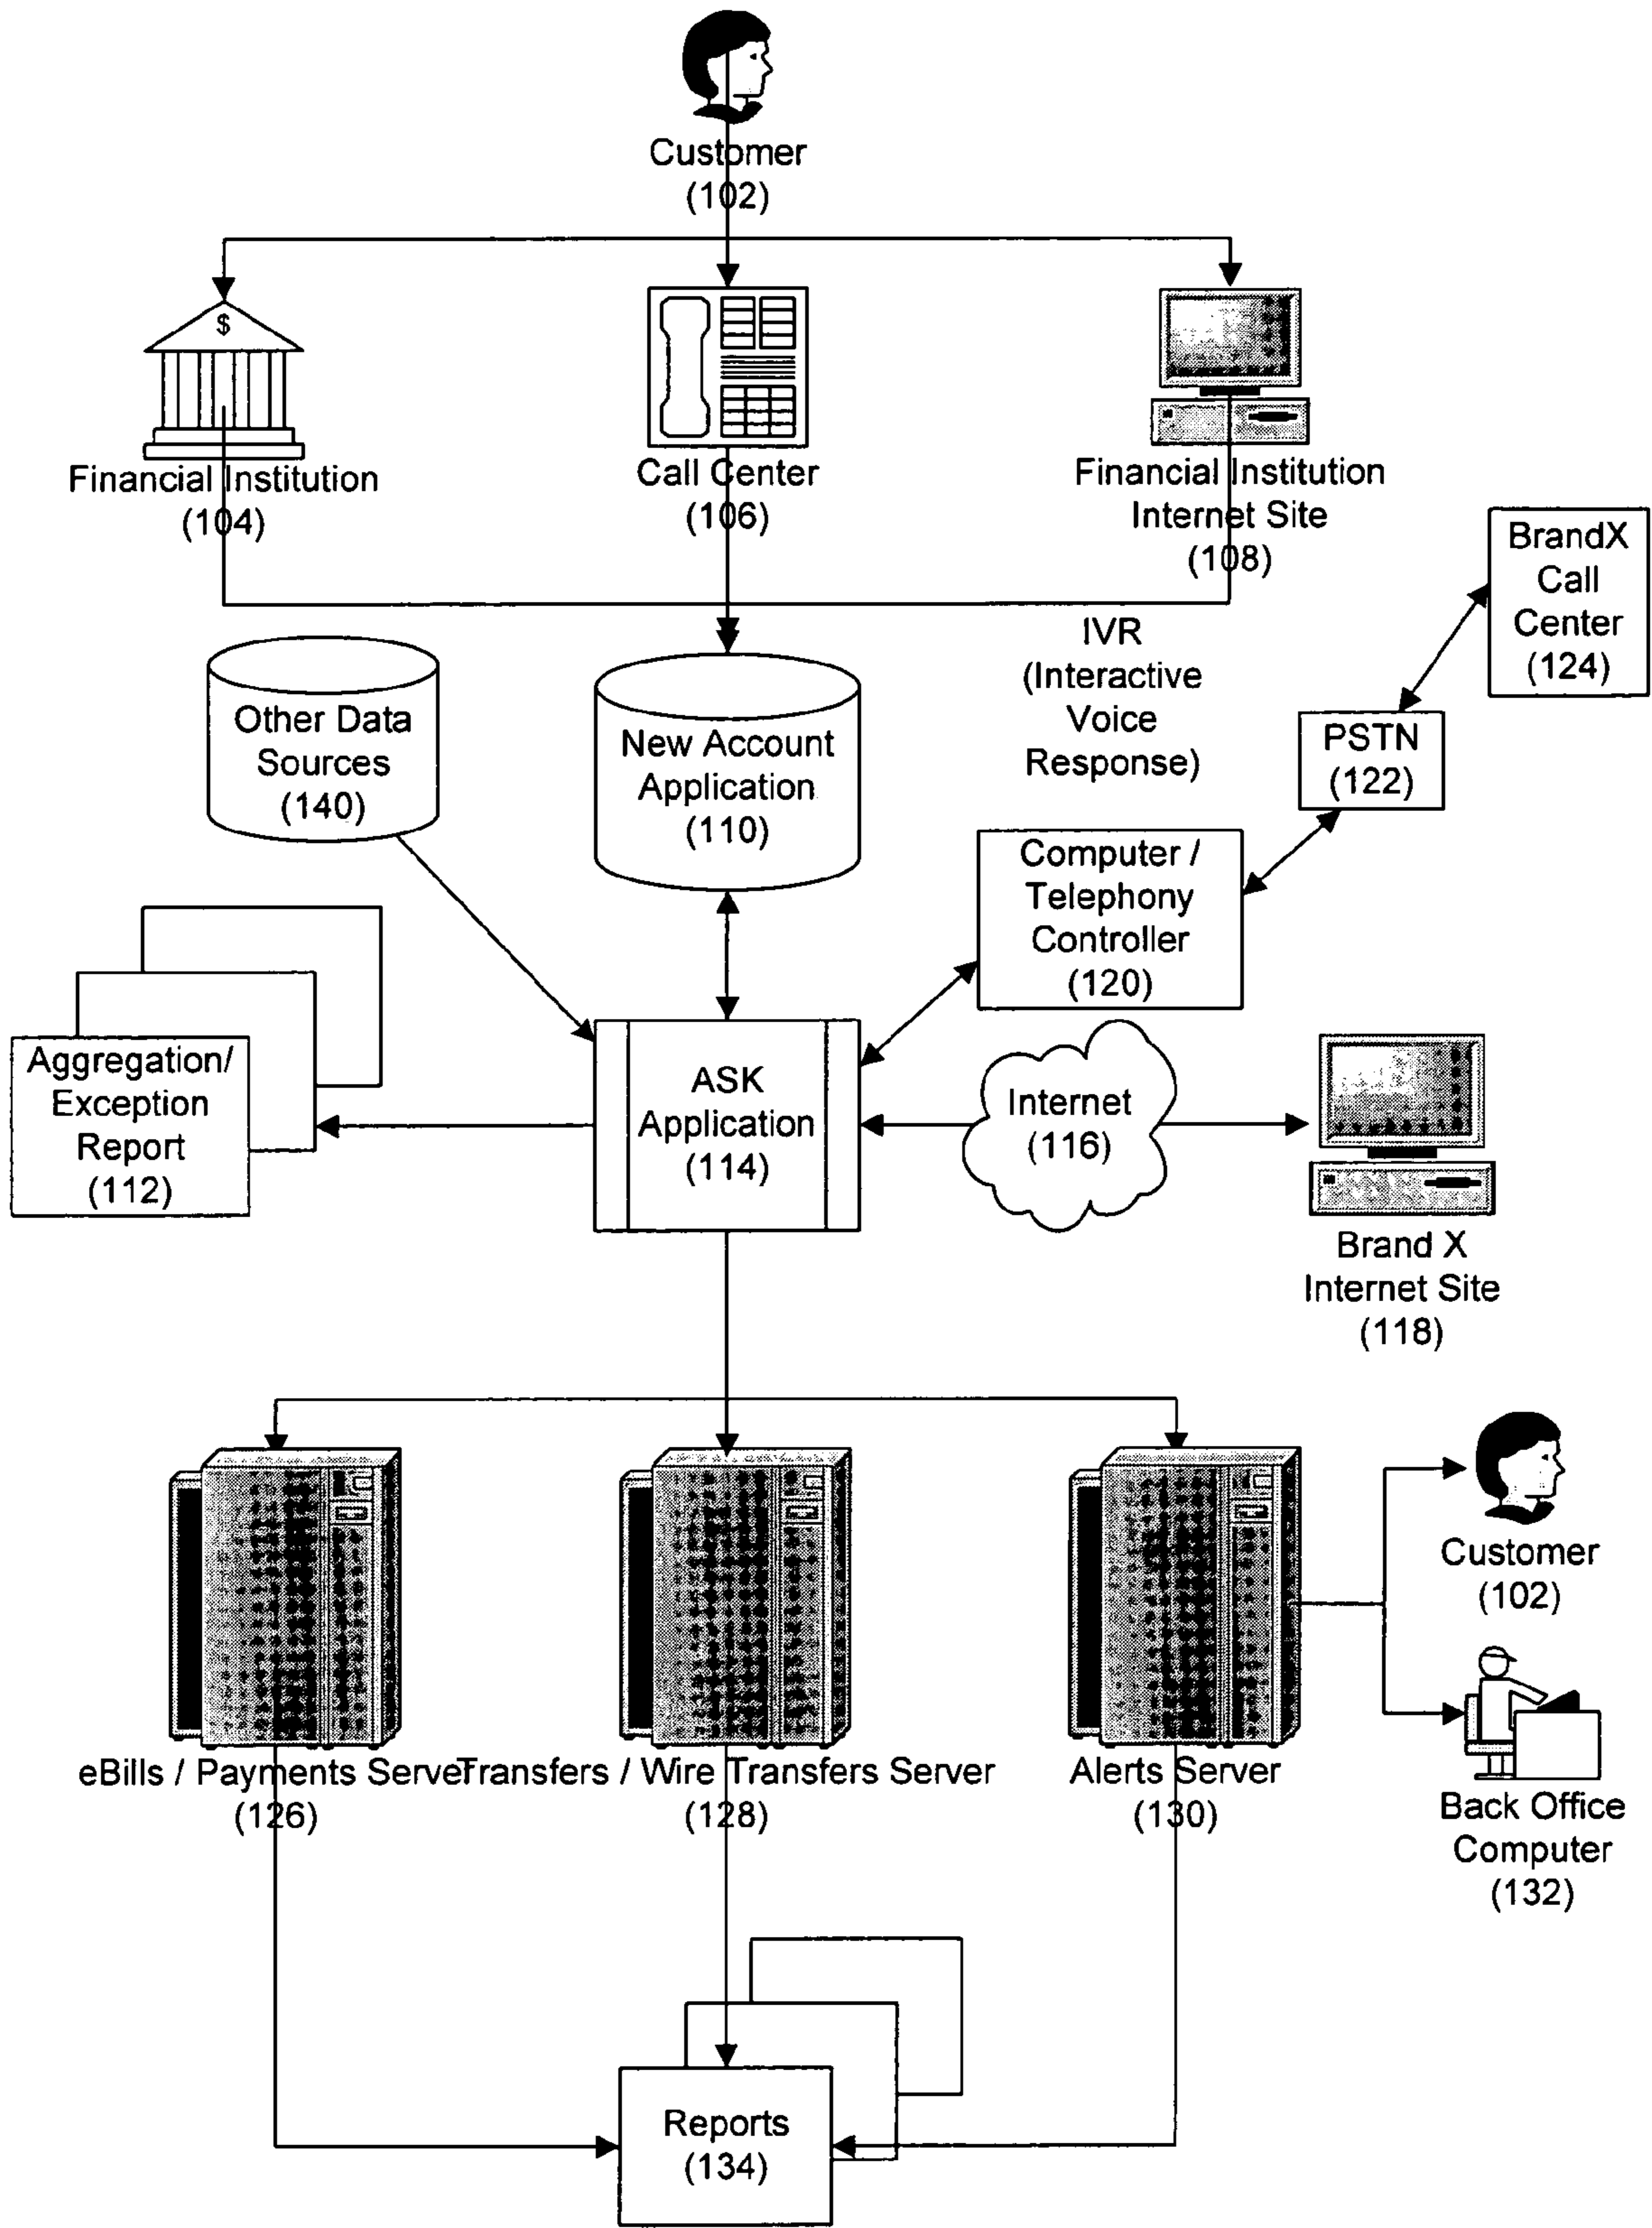 Customer
(102)
$
Financial Institution
(104)
Call Center
(106)
Financial Institution
Internet Site
(108)
BrandX
Call
Center
(124)
IVR
(Interactive
Voice
Response)
PSTN
(122)
Other Data
Sources
(140)
New Account
Application
(110)
Computer /
Telephony
Controller
(120)
Aggregation/
Exception
Report
(112)
ASK
Application
(114)
Internet
(116)
Brand X
Internet Site
(118)
Customer
(102)
eBills / Payments Server
(126)
Transfers / Wire Transfers Server
(128)
Alerts Server
(130)
Back Office
Computer
(132)
Reports
(134)